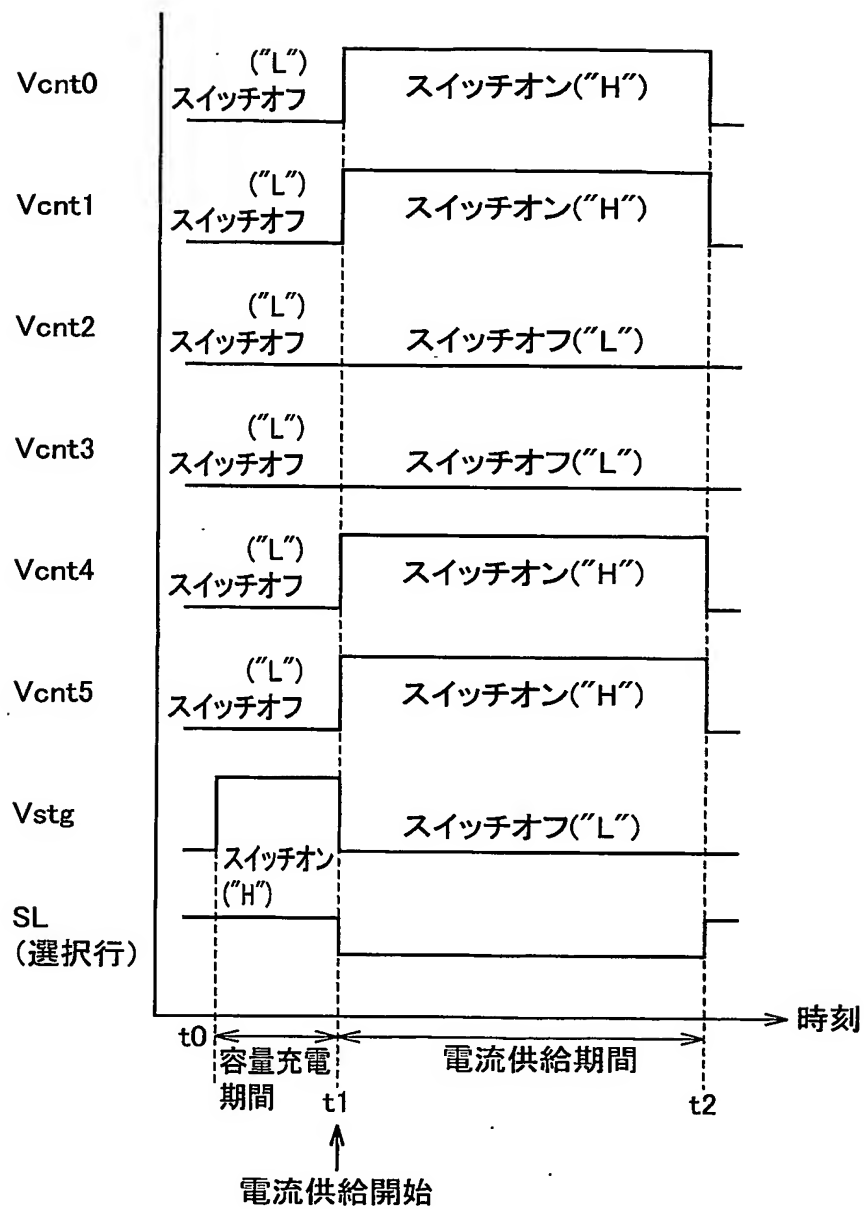 ("L")
Vcnt0 スイッチオフ スイッチオン("H")
("L")
Vcnt1 スイッチオフ スイッチオン("H")
("L")
Vcnt2 スイッチオフ スイッチオフ("L")
("L")
Vcnt3 スイッチオフ スイッチオフ("L")
("L")
Vcnt4 スイッチオフ スイッチオン("H")
("L")
Vcnt5 スイッチオフ スイッチオン("H")
Vstg スイッチオフ("L")
スイッチオン
("H")
SL
(選択行)
時刻
t0 容量充電 電流供給期間
期間 t1 t2
電流供給開始